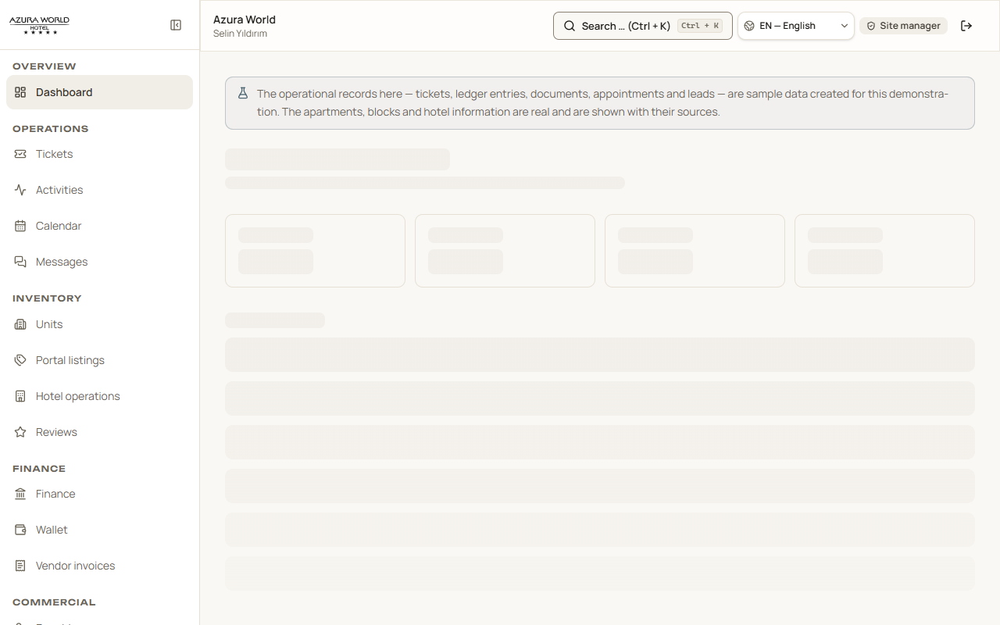 AZURA WORLD
HOTEL
Azura World
Selin Yıldırım
Search … (Ctrl + K)
Ctrl + K
EN — English
Site manager
OVERVIEW
Dashboard
OPERATIONS
Tickets
Activities
Calendar
Messages
INVENTORY
Units
Portal listings
Hotel operations
Reviews
FINANCE
Finance
Wallet
Vendor invoices
COMMERCIAL
The operational records here — tickets, ledger entries, documents, appointments and leads — are sample data created for this demonstra-
tion. The apartments, blocks and hotel information are real and are shown with their sources.